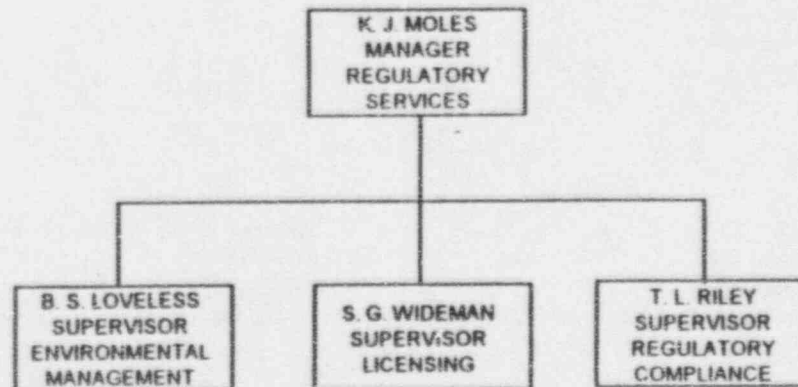 K. J. MOLES
MANAGER
REGULATORY
SERVICES
B. S. LOVELESS
SUPERVISOR
ENVIRONMENTAL
MANAGEMENT
S. G. WIDEMAN
SUPERVISOR
LICENSING
T. L. RILEY
SUPERVISOR
REGULATORY
COMPLIANCE